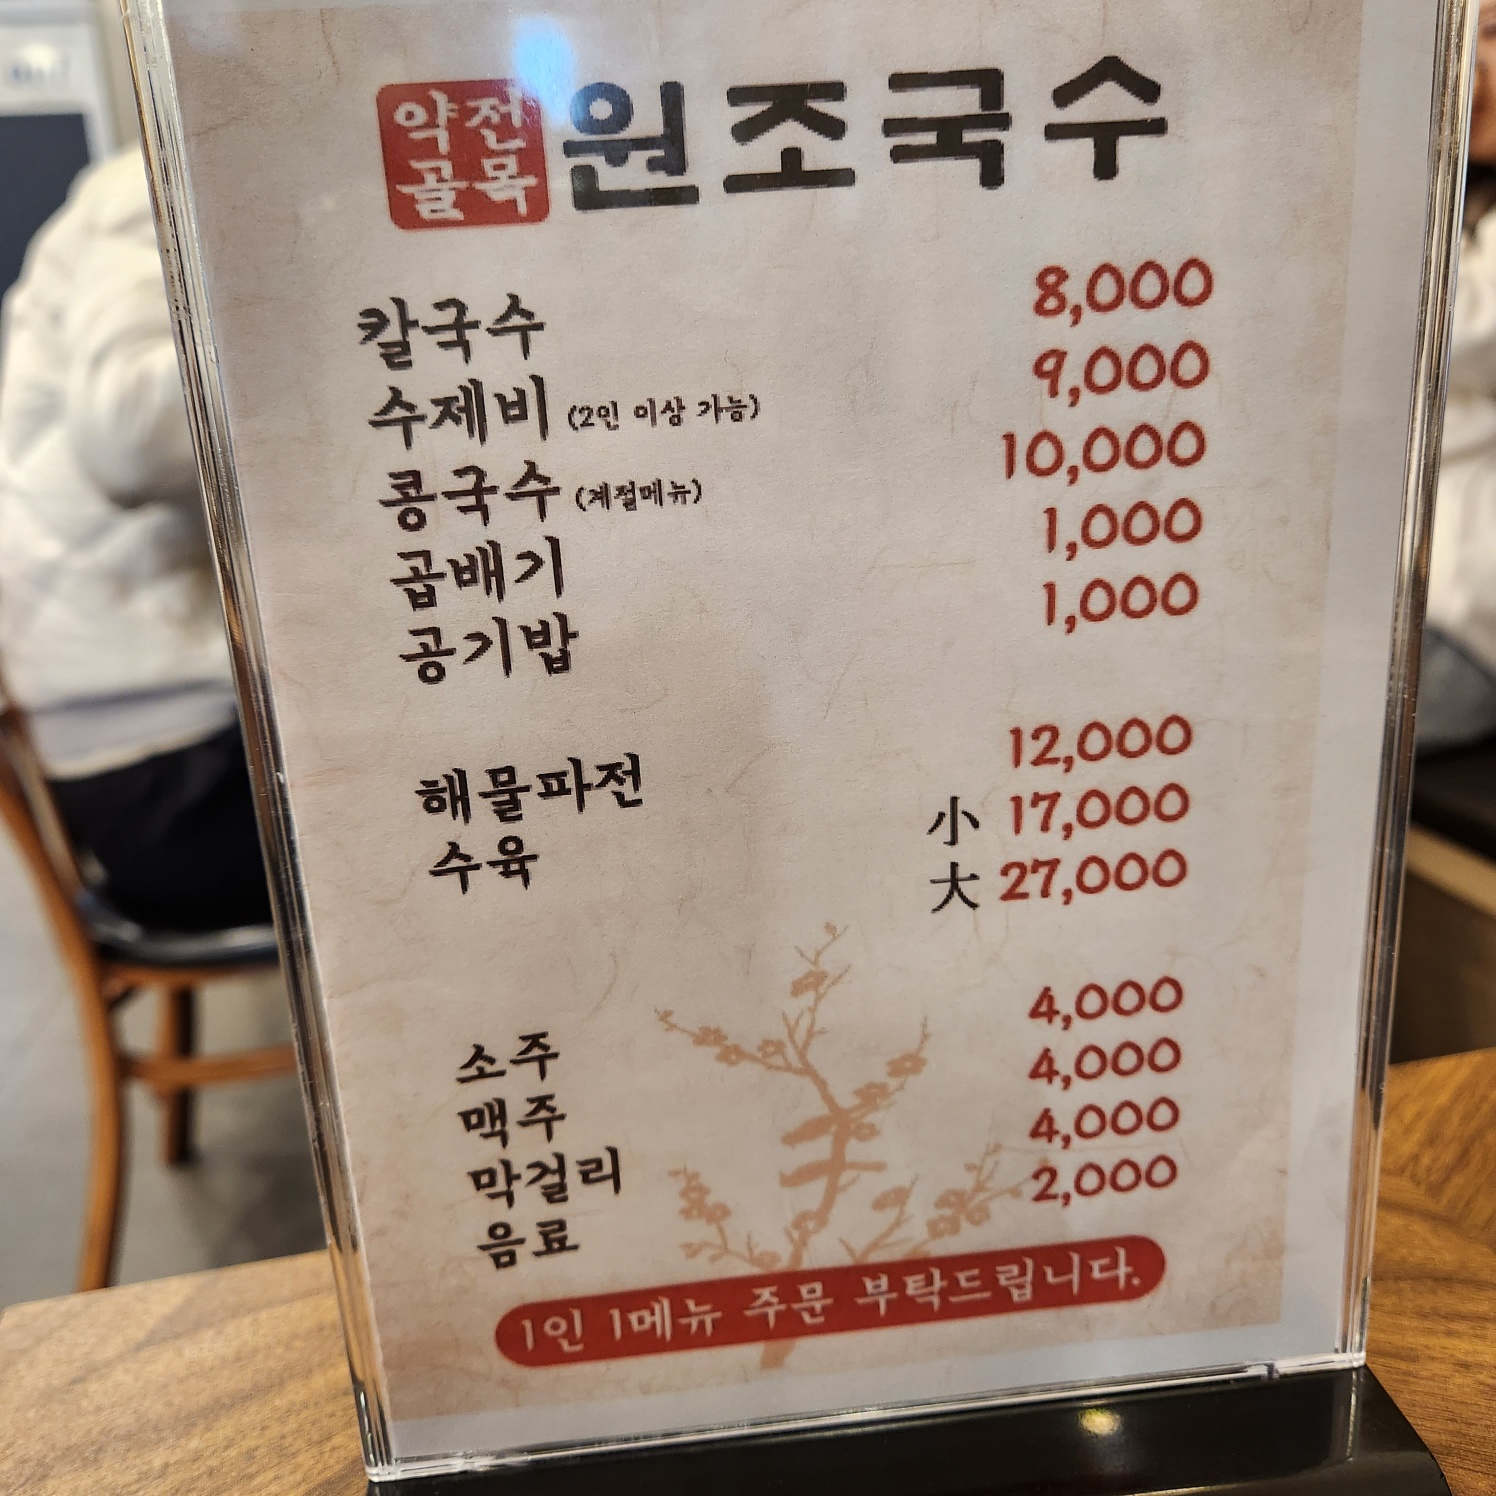 약전
골목
원조국수
칼국수 8,000
수제비 (2인 이상 가능) 9,000
콩국수 (계절메뉴) 10,000
곱배기 1,000
공기밥 1,000
해물파전 12,000
수육 小 17,000
大 27,000
소주 4,000
맥주 4,000
막걸리 4,000
음료 2,000
1인 1메뉴 주문 부탁드립니다.